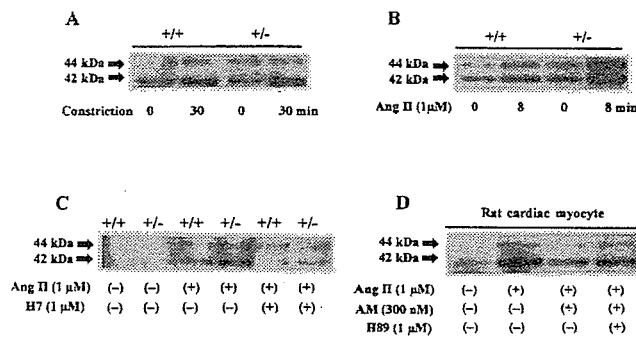 A
+/+ +/-
44 kDa
42 kDa
Constriction 0 30 0 30 min
B
+/+ +/-
44 kDa
42 kDa
Ang II (1μM) 0 8 0 8 min
C
+/+ +/- +/+ +/- +/+ +/-
44 kDa
42 kDa
Ang II (1 μM) (-) (-) (+) (+) (+) (+)
H7 (1 μM) (-) (-) (-) (-) (+) (+)
D
Rat cardiac myocyte
44 kDa
42 kDa
Ang II (1 μM) (-) (+) (+) (+)
AM (300 nM) (-) (-) (+) (+)
H89 (1 μM) (-) (-) (-) (+)